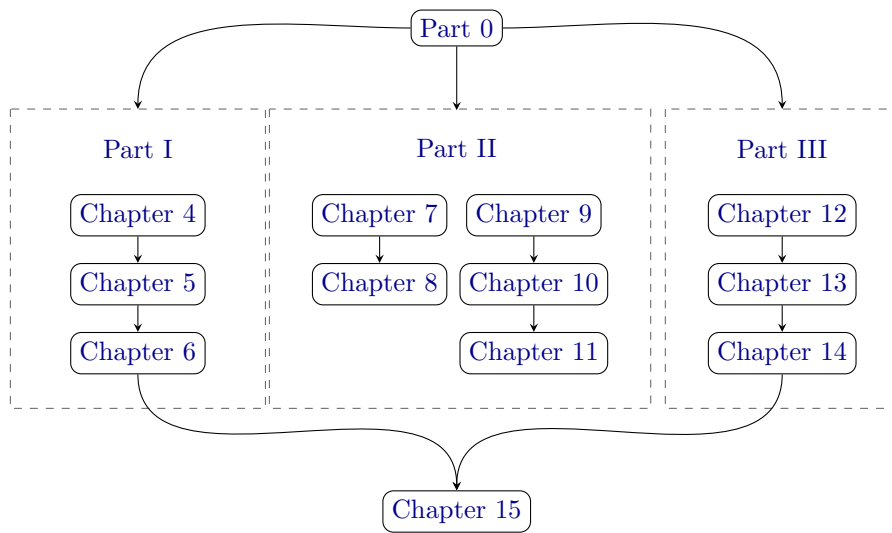 Part 0
Part I
Part II
Part III
Chapter 4
Chapter 7
Chapter 9
Chapter 12
Chapter 5
Chapter 8
Chapter 10
Chapter 13
Chapter 6
Chapter 11
Chapter 14
Chapter 15